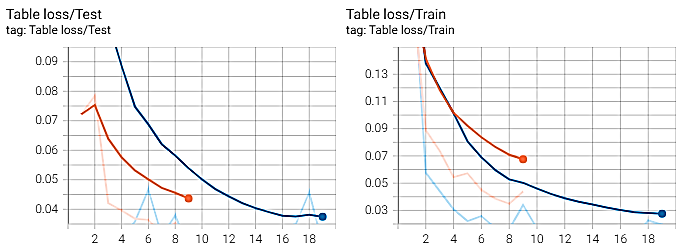 Table loss/Test
tag: Table loss/Test
0.09
0.08
0.07
0.06
0.05
0.04
2 4 6 8 10 12 14 16 18
Table loss/Train
tag: Table loss/Train
0.13
0.11
0.09
0.07
0.05
0.03
2 4 6 8 10 12 14 16 18